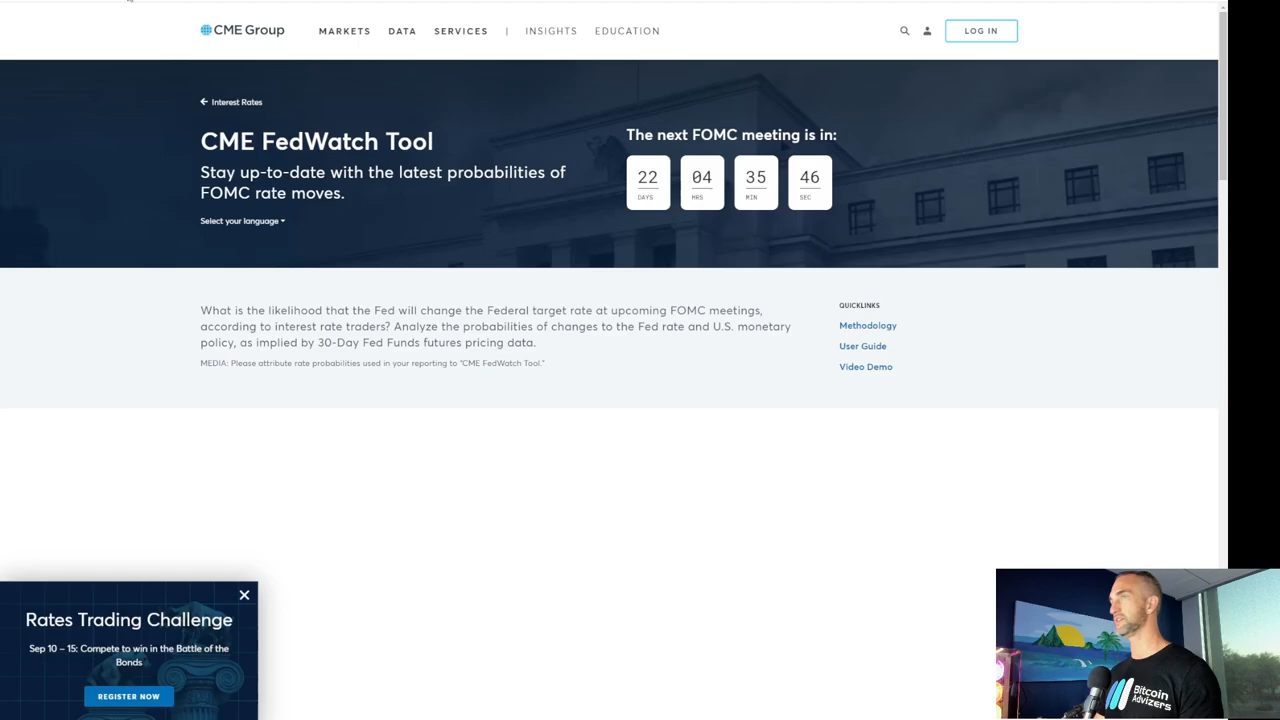 CME Group
MARKETS DATA SERVICES | INSIGHTS EDUCATION
LOG IN
Interest Rates
CME FedWatch Tool
Stay up-to-date with the latest probabilities of
FOMC rate moves.
Select your language
The next FOMC meeting is in:
22 04 35 46
DAYS HRS MIN SEC
What is the likelihood that the Fed will change the Federal target rate at upcoming FOMC meetings,
according to interest rate traders? Analyze the probabilities of changes to the Fed rate and U.S. monetary
policy, as implied by 30-Day Fed Funds futures pricing data.
MEDIA: Please attribute rate probabilities used in your reporting to "CME FedWatch Tool."
QUICKLINKS
Methodology
User Guide
Video Demo
Rates Trading Challenge
Sep 10 – 15: Compete to win in the Battle of the
Bonds
REGISTER NOW
Bitcoin
Advizers